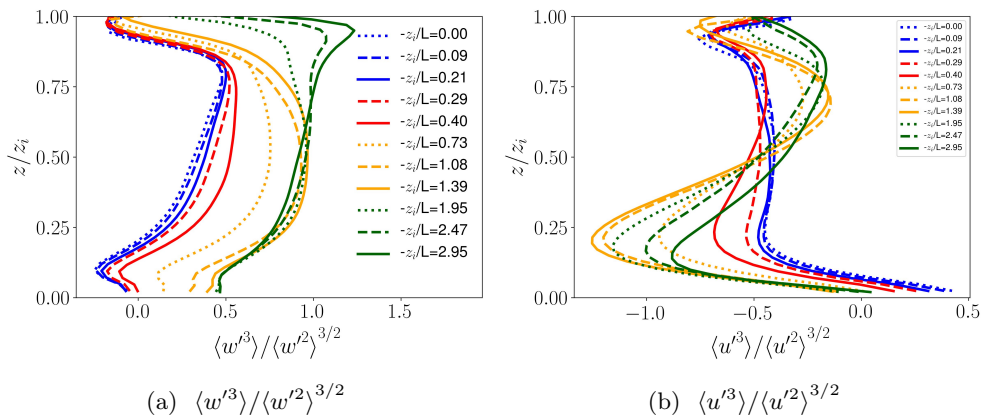 1.00
0.75
0.50
0.25
0.00
z/z_i
0.0
0.5
1.0
1.5
⟨w′³⟩/⟨w′²⟩^{3/2}
-z_i/L=0.00
-z_i/L=0.09
-z_i/L=0.21
-z_i/L=0.29
-z_i/L=0.40
-z_i/L=0.73
-z_i/L=1.08
-z_i/L=1.39
-z_i/L=1.95
-z_i/L=2.47
-z_i/L=2.95
(a) ⟨w′³⟩/⟨w′²⟩^{3/2}
1.00
0.75
0.50
0.25
0.00
z/z_i
−1.0
−0.5
0.0
0.5
⟨u′³⟩/⟨u′²⟩^{3/2}
-z_i/L=0.00
-z_i/L=0.09
-z_i/L=0.21
-z_i/L=0.29
-z_i/L=0.40
-z_i/L=0.73
-z_i/L=1.08
-z_i/L=1.39
-z_i/L=1.95
-z_i/L=2.47
-z_i/L=2.95
(b) ⟨u′³⟩/⟨u′²⟩^{3/2}